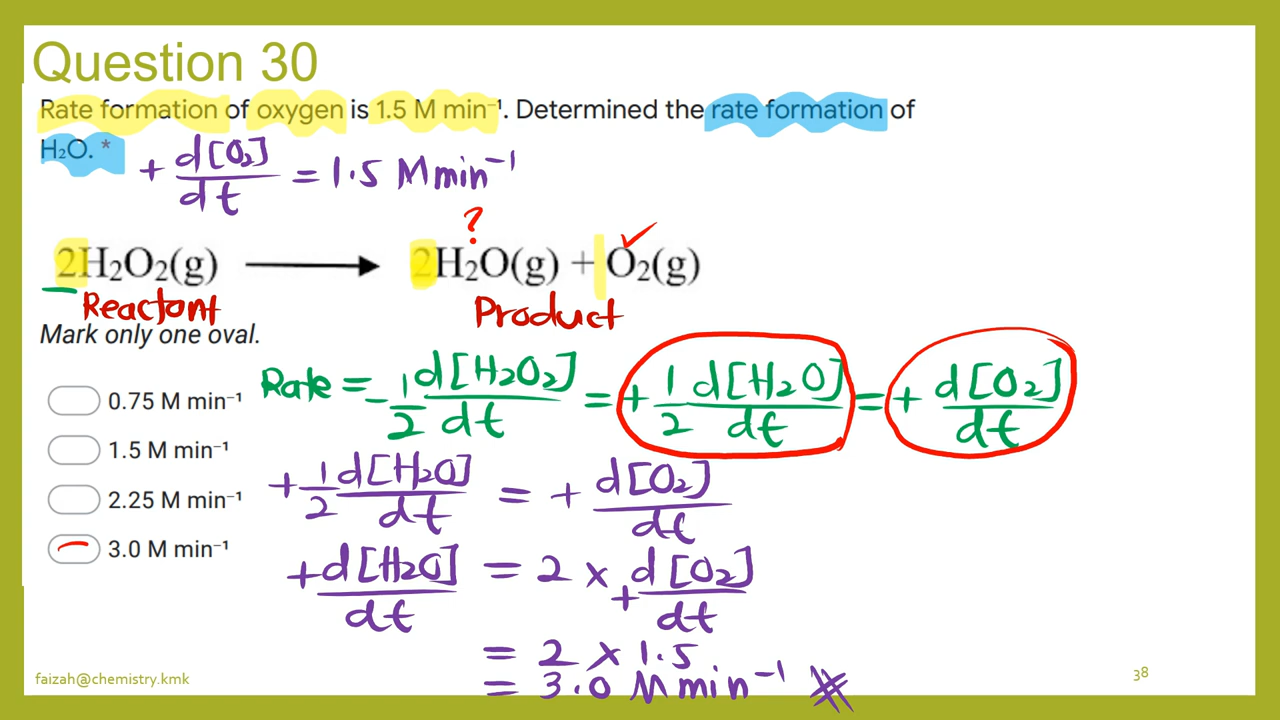 Question 30
Rate formation of oxygen is 1.5 M min⁻¹. Determined the rate formation of
H₂O. *
+ d[O₂]/dt = 1.5 M min⁻¹
?
2H₂O₂(g) ⟶ 2H₂O(g) + O₂(g)
Reactant Product
Mark only one oval.
Rate = -1/2 d[H₂O₂]/dt = +1/2 d[H₂O]/dt = + d[O₂]/dt
0.75 M min⁻¹
1.5 M min⁻¹
2.25 M min⁻¹
3.0 M min⁻¹
+1/2 d[H₂O]/dt = + d[O₂]/dt
+d[H₂O]/dt = 2 × +d[O₂]/dt
= 2 × 1.5
= 3.0 M min⁻¹ #
faizah@chemistry.kmk
38